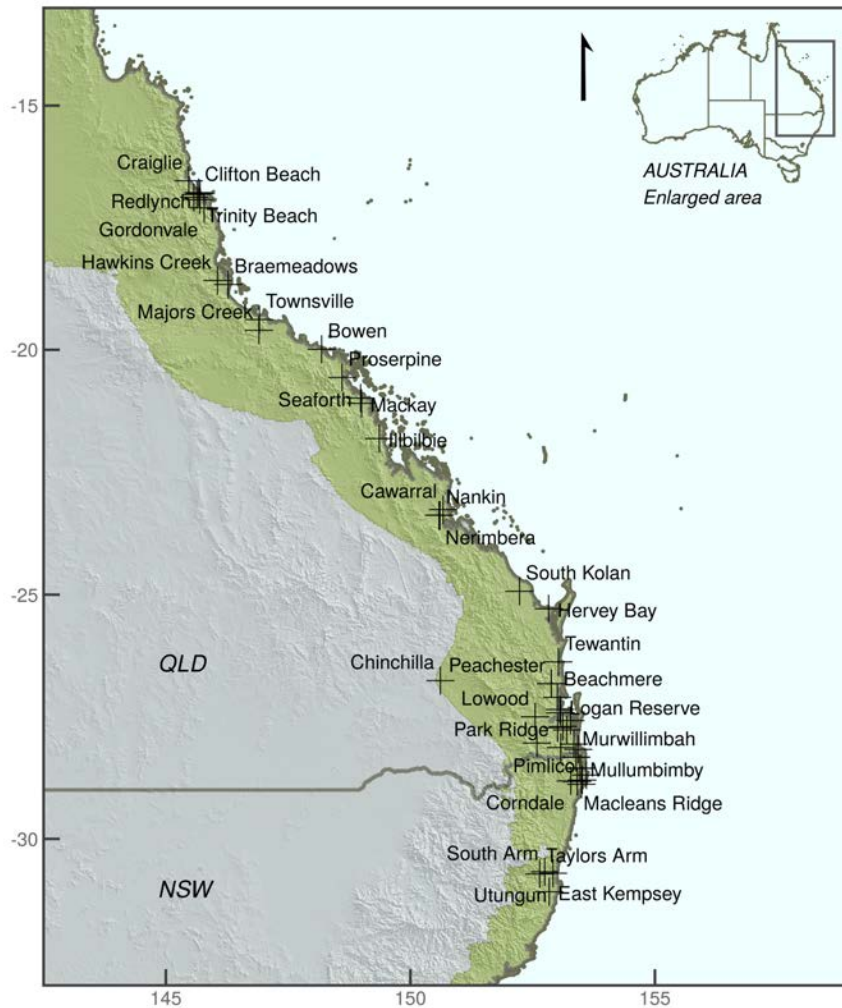 -15
Craiglie
Clifton Beach
Redlynch
Trinity Beach
Gordonvale
Hawkins Creek
Braemeadows
Majors Creek
Townsville
-20
Bowen
Proserpine
Seaforth
Mackay
Ilbilbie
Cawarral
Nankin
Nerimbera
-25
South Kolan
Hervey Bay
Tewantin
QLD
Chinchilla
Peachester
Beachmere
Lowood
Logan Reserve
Park Ridge
Murwillimbah
Pimlico
Mullumbimby
Corndale
Macleans Ridge
-30
South Arm
Taylors Arm
NSW
Utungun
East Kempsey
145
150
155
AUSTRALIA
Enlarged area